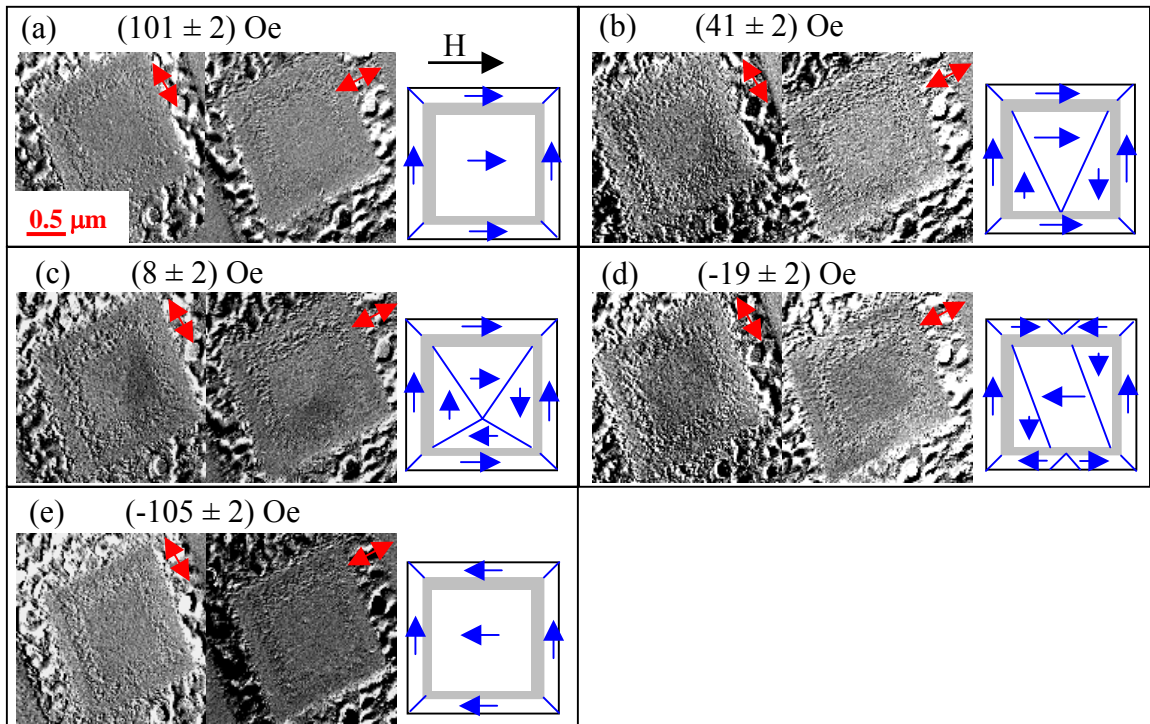 (a) (101 ± 2) Oe
H
0.5 μm
(b) (41 ± 2) Oe
(c) (8 ± 2) Oe
(d) (-19 ± 2) Oe
(e) (-105 ± 2) Oe